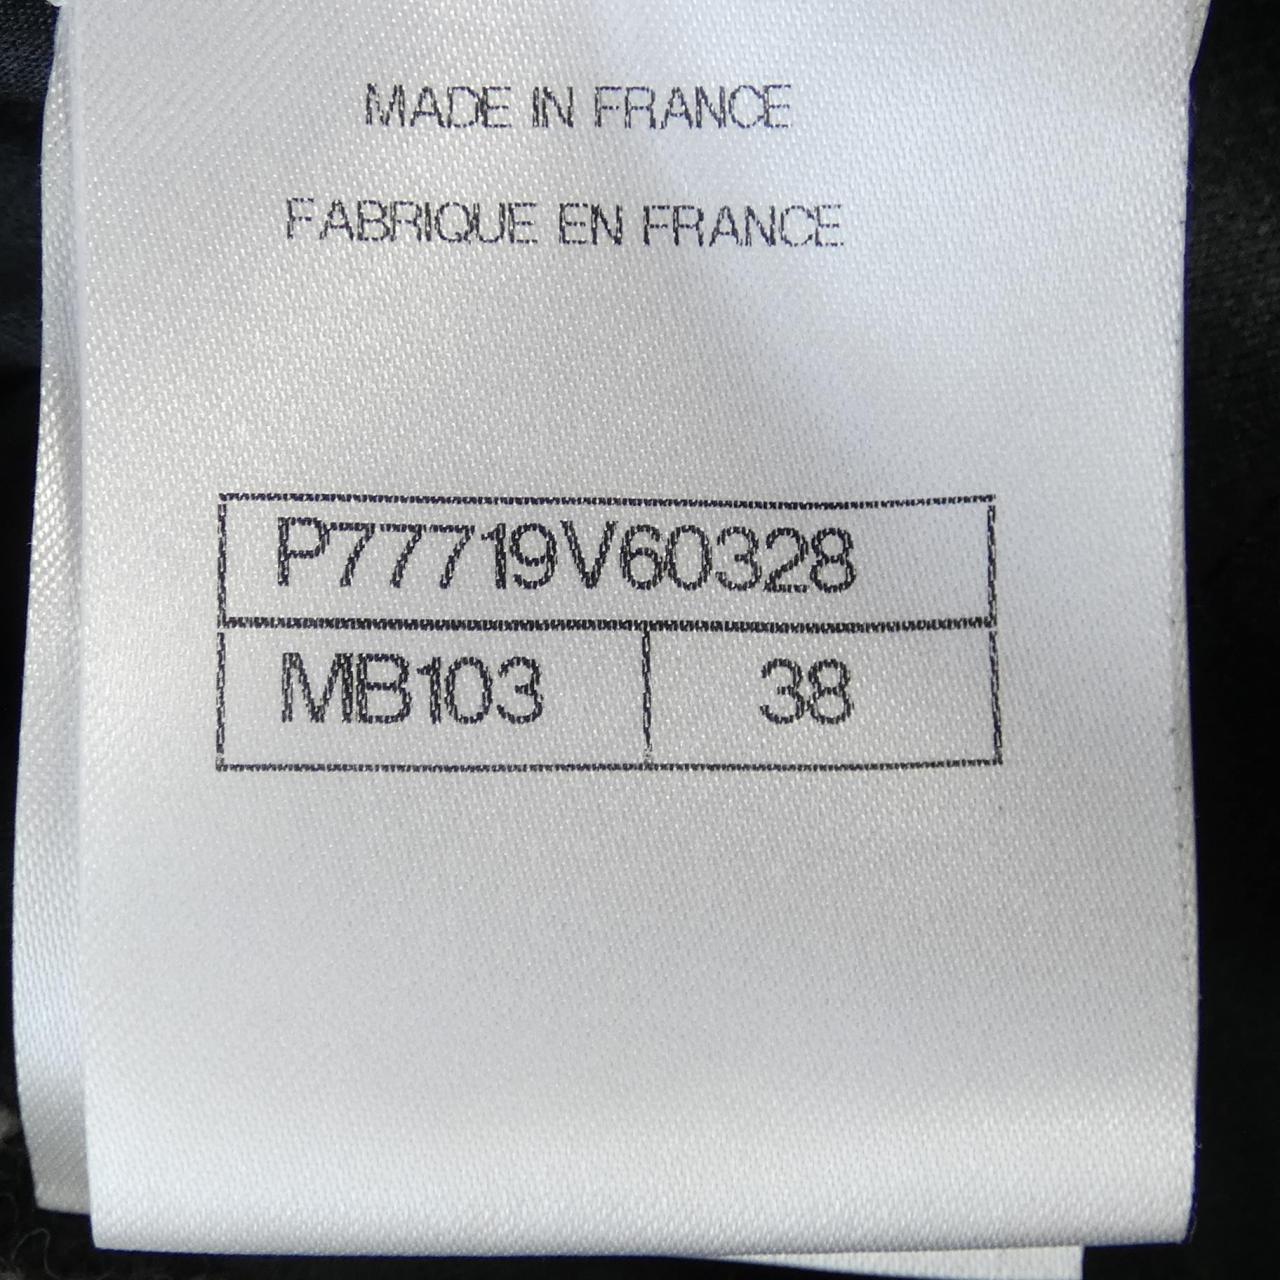 MADE IN FRANCE
FABRIQUE EN FRANCE
P77719V60328
MB103 38